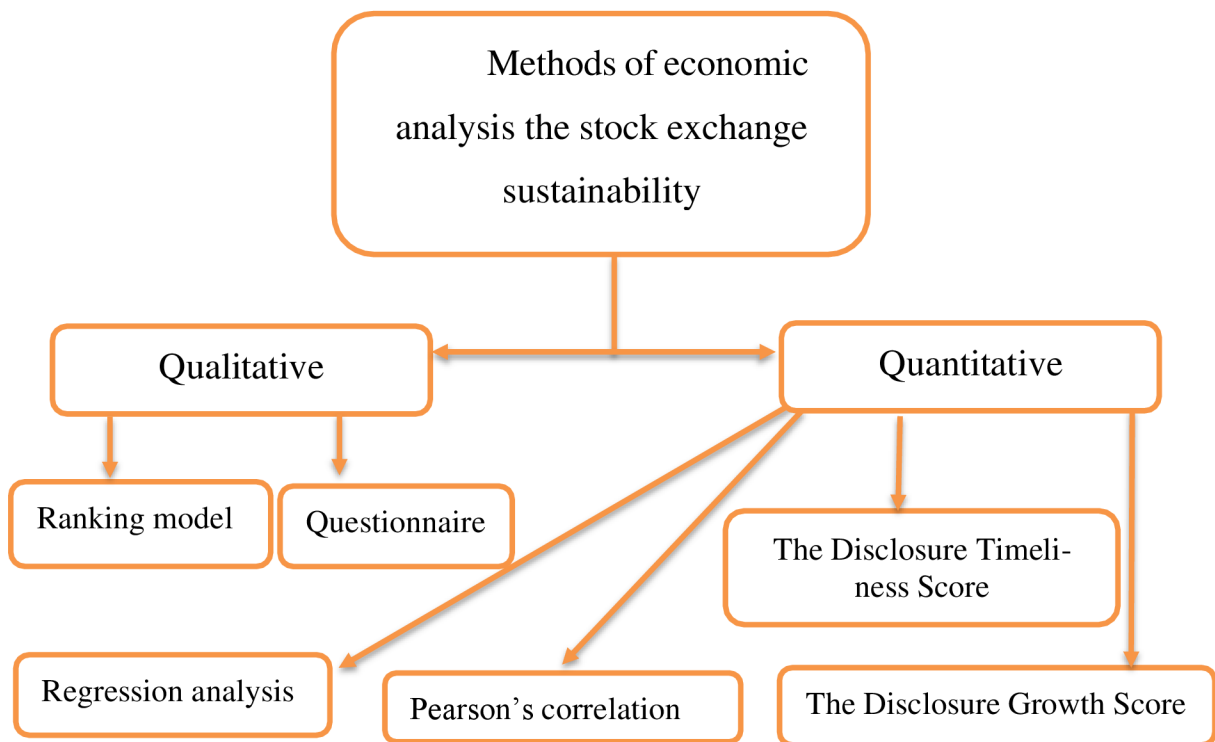 Methods of economic
analysis the stock exchange
sustainability
Qualitative
Quantitative
Ranking model
Questionnaire
The Disclosure Timeli-
ness Score
Regression analysis
Pearson’s correlation
The Disclosure Growth Score